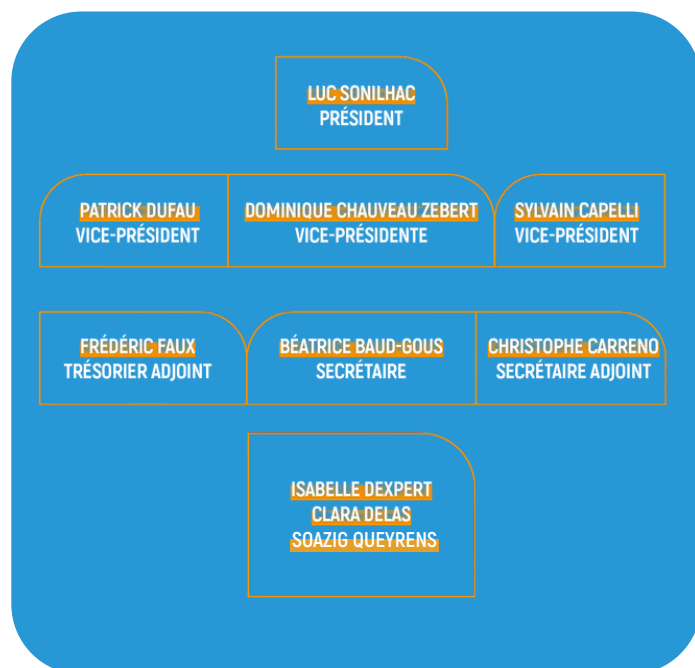 LUC SONILHAC
PRÉSIDENT
PATRICK DUFAU
VICE-PRÉSIDENT
DOMINIQUE CHAUVEAU ZEBERT
VICE-PRÉSIDENTE
SYLVAIN CAPELLI
VICE-PRÉSIDENT
FRÉDÉRIC FAUX
TRÉSORIER ADJOINT
BÉATRICE BAUD-GOUS
SECRÉTAIRE
CHRISTOPHE CARRENO
SECRÉTAIRE ADJOINT
ISABELLE DEXPERT
CLARA DELAS
SOAZIG QUEYRENS